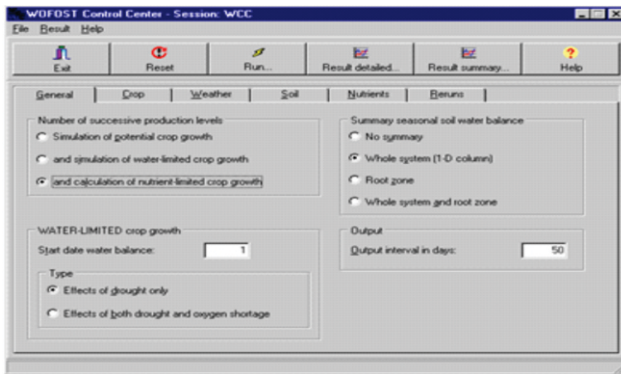 WOFOST Control Center - Session: WCC
File Result Help
Exit Reset Run... Result detailed... Result summary... Help
General Crop Weather Soil Nutrients Reruns
Number of successive production levels
Simulation of potential crop growth
and simulation of water-limited crop growth
and calculation of nutrient-limited crop growth
Summary seasonal soil water balance
No summary
Whole system (1-D column)
Root zone
Whole system and root zone
WATER-LIMITED crop growth
Start date water balance: 1
Type
Effects of drought only
Effects of both drought and oxygen shortage
Output
Output interval in days: 50